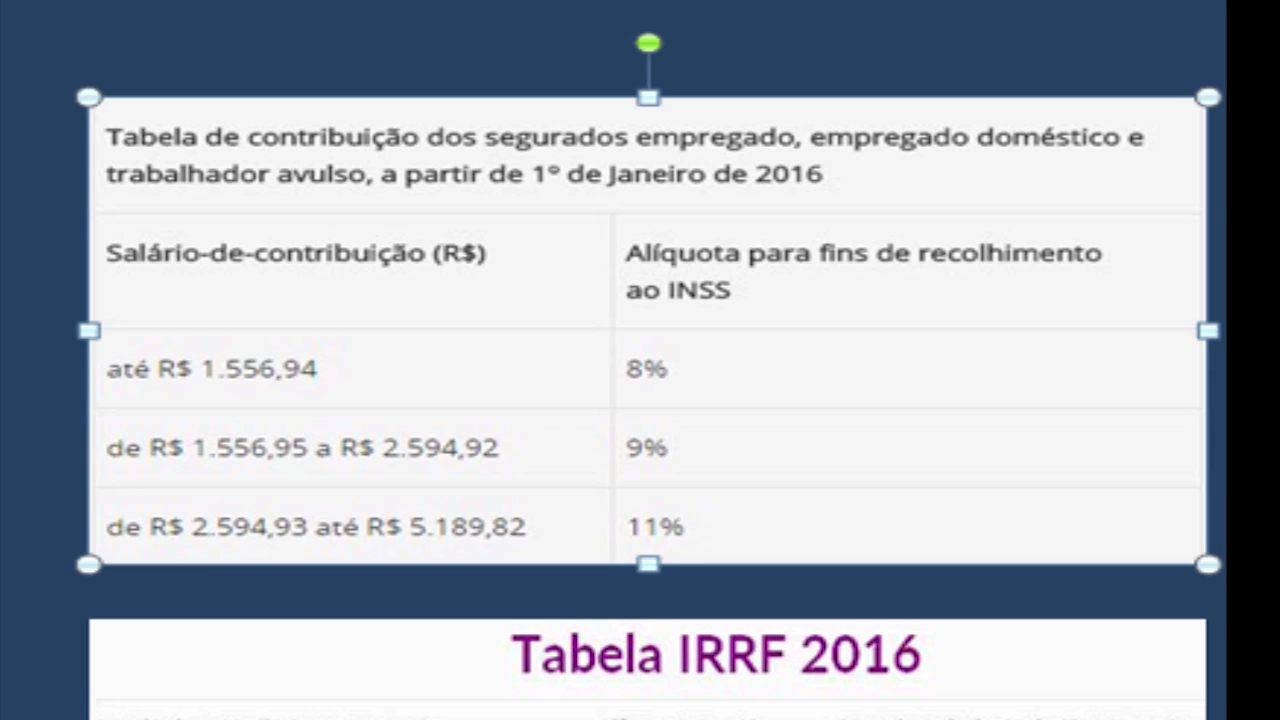 Tabela de contribuição dos segurados empregado, empregado doméstico e
trabalhador avulso, a partir de 1º de Janeiro de 2016
Salário-de-contribuição (R$)
Alíquota para fins de recolhimento
ao INSS
até R$ 1.556,94
8%
de R$ 1.556,95 a R$ 2.594,92
9%
de R$ 2.594,93 até R$ 5.189,82
11%
Tabela IRRF 2016